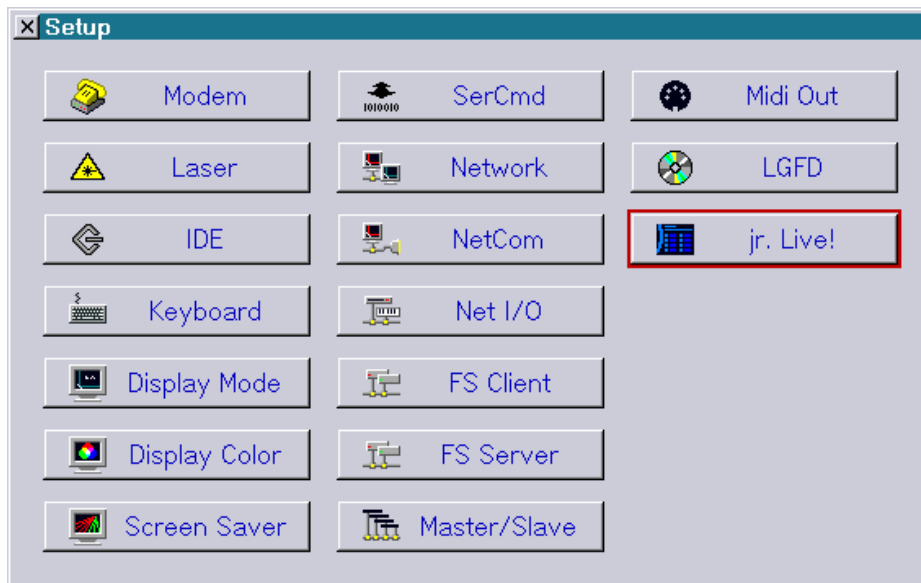 Setup
Modem
SerCmd
Midi Out
Laser
Network
LGFD
IDE
NetCom
jr. Live!
Keyboard
Net I/O
Display Mode
FS Client
Display Color
FS Server
Screen Saver
Master/Slave
1010010